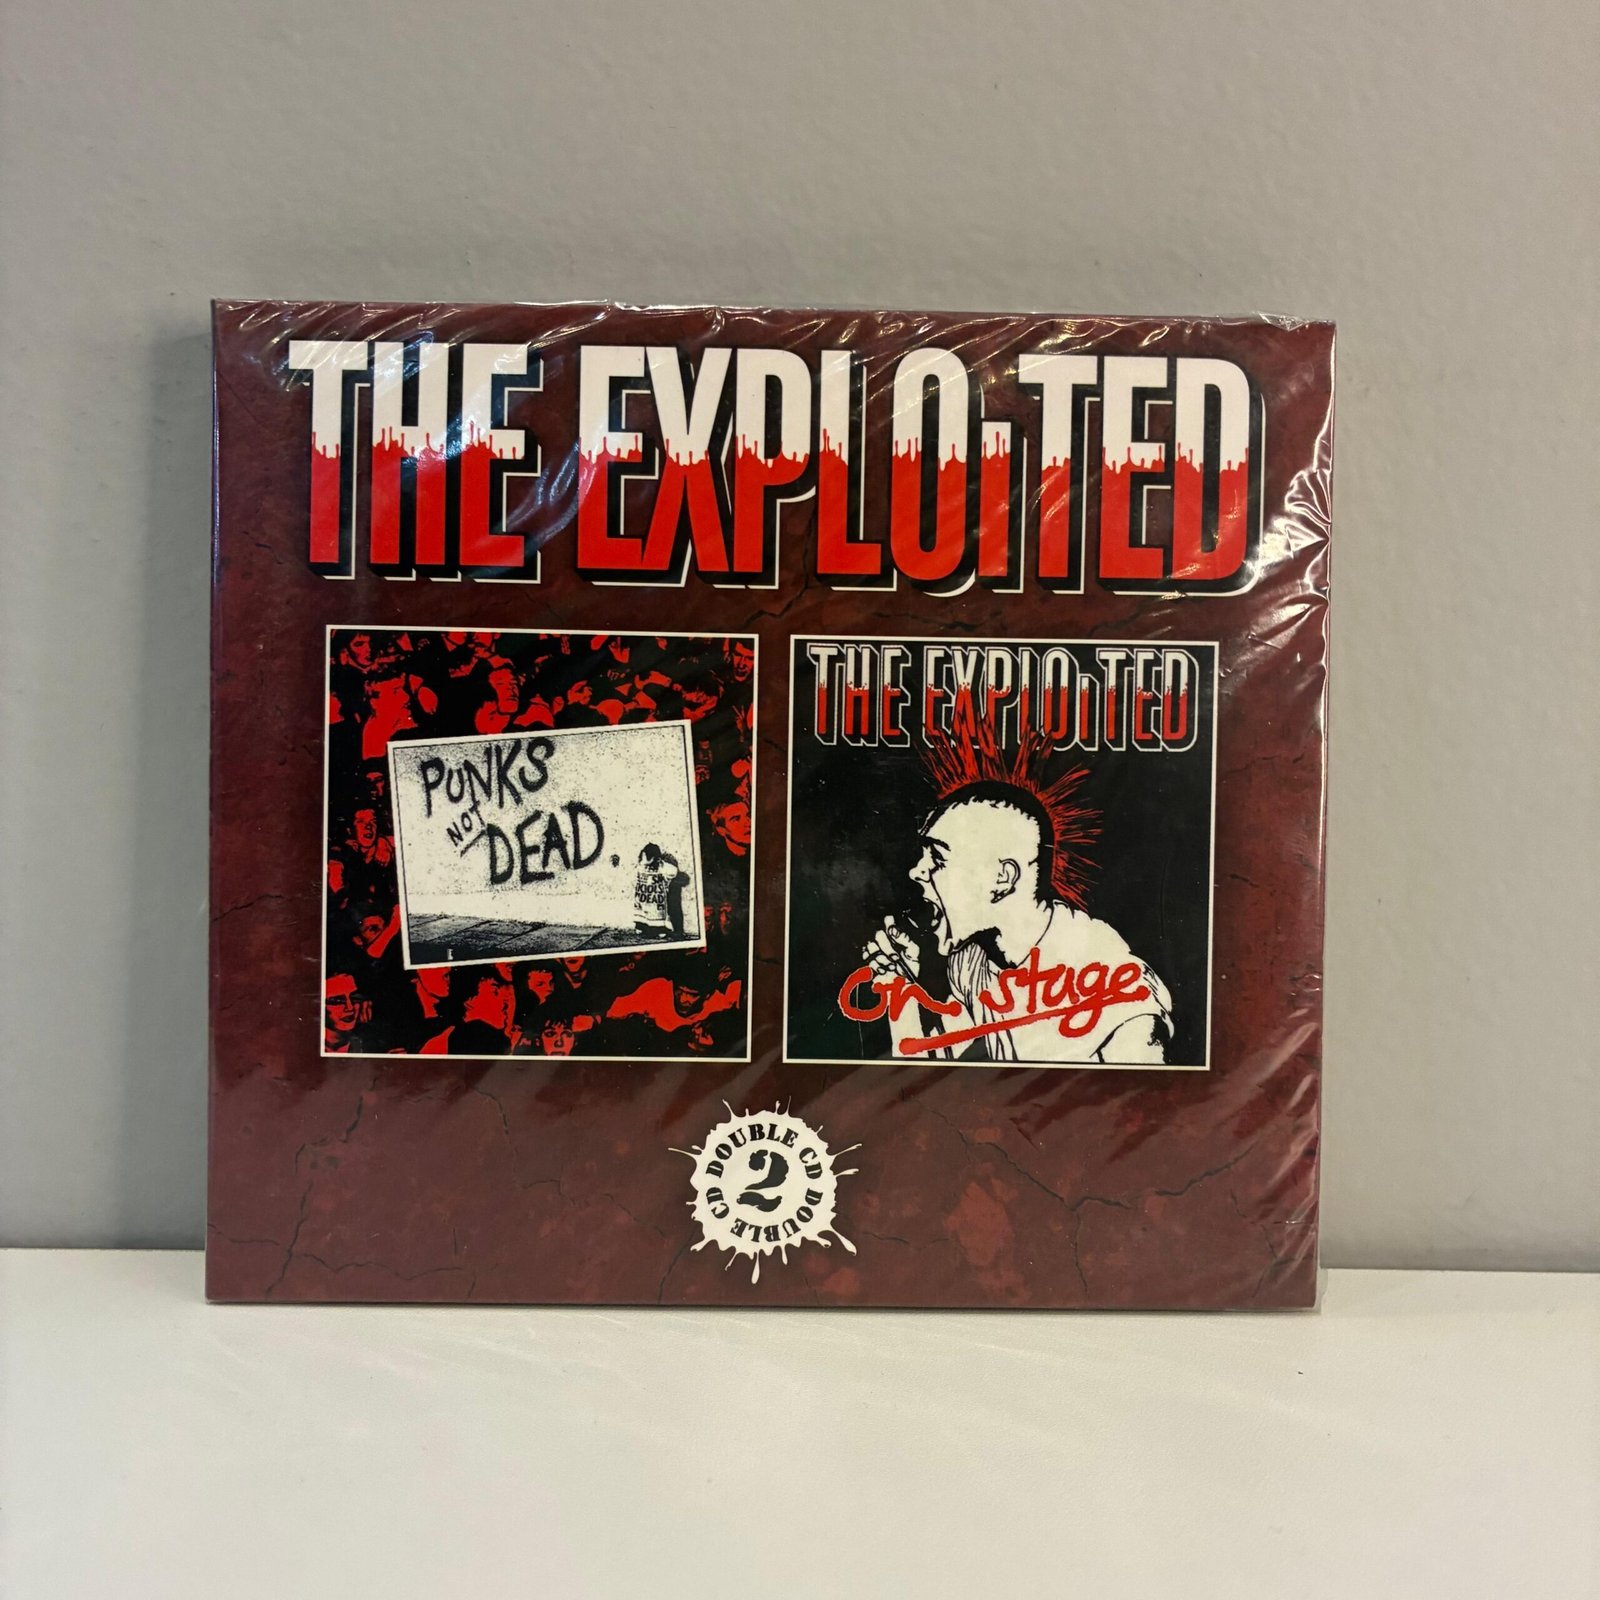 THE EXPLOiTED
PUNKS
NOT
DEAD.
THE EXPLOiTED
on stage
DOUBLE CD DOUBLE CD
2